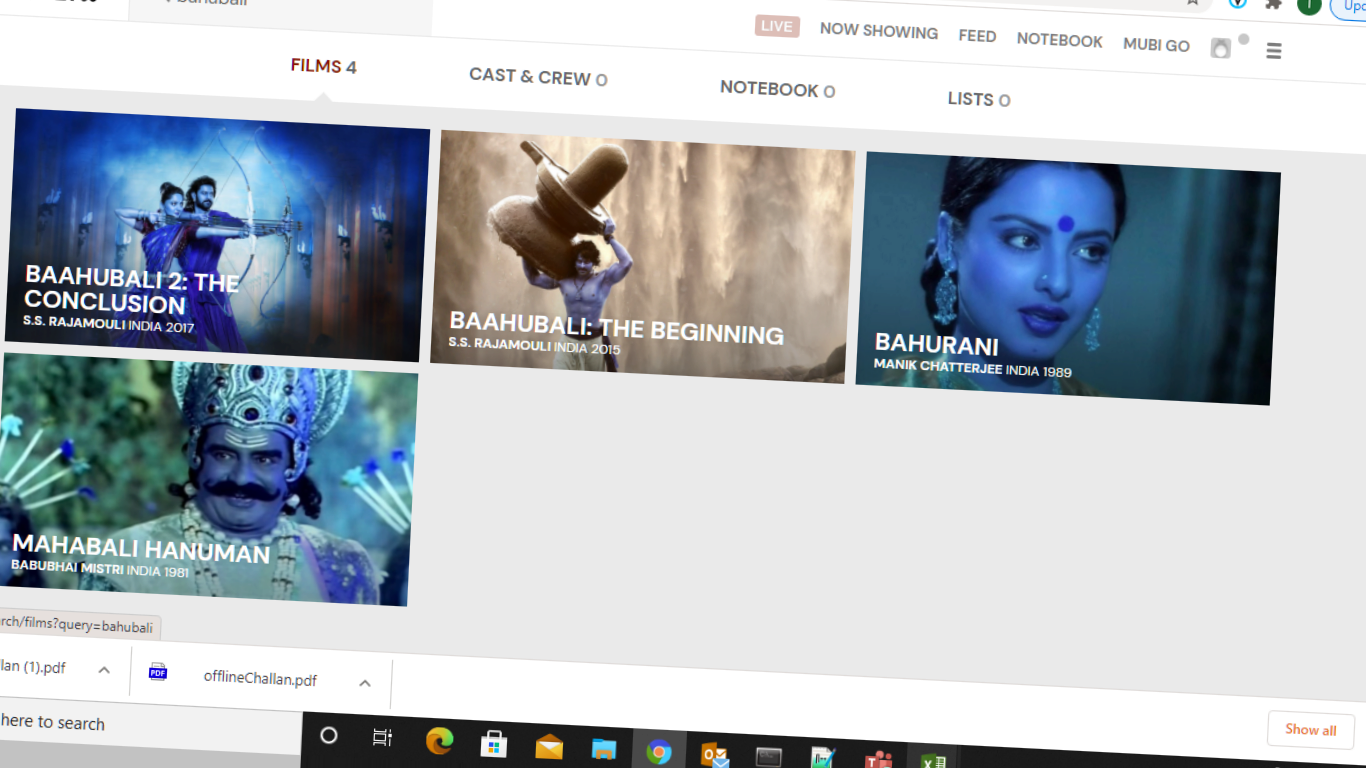 bahubali
LIVE NOW SHOWING FEED NOTEBOOK MUBI GO
FILMS 4 CAST & CREW 0 NOTEBOOK 0 LISTS 0
BAAHUBALI 2: THE
CONCLUSION
S.S. RAJAMOULI INDIA 2017
BAAHUBALI: THE BEGINNING
S.S. RAJAMOULI INDIA 2015
BAHURANI
MANIK CHATTERJEE INDIA 1989
MAHABALI HANUMAN
BABUBHAI MISTRI INDIA 1981
rch/films?query=bahubali
lan (1).pdf
PDF
offlineChallan.pdf
Show all
here to search